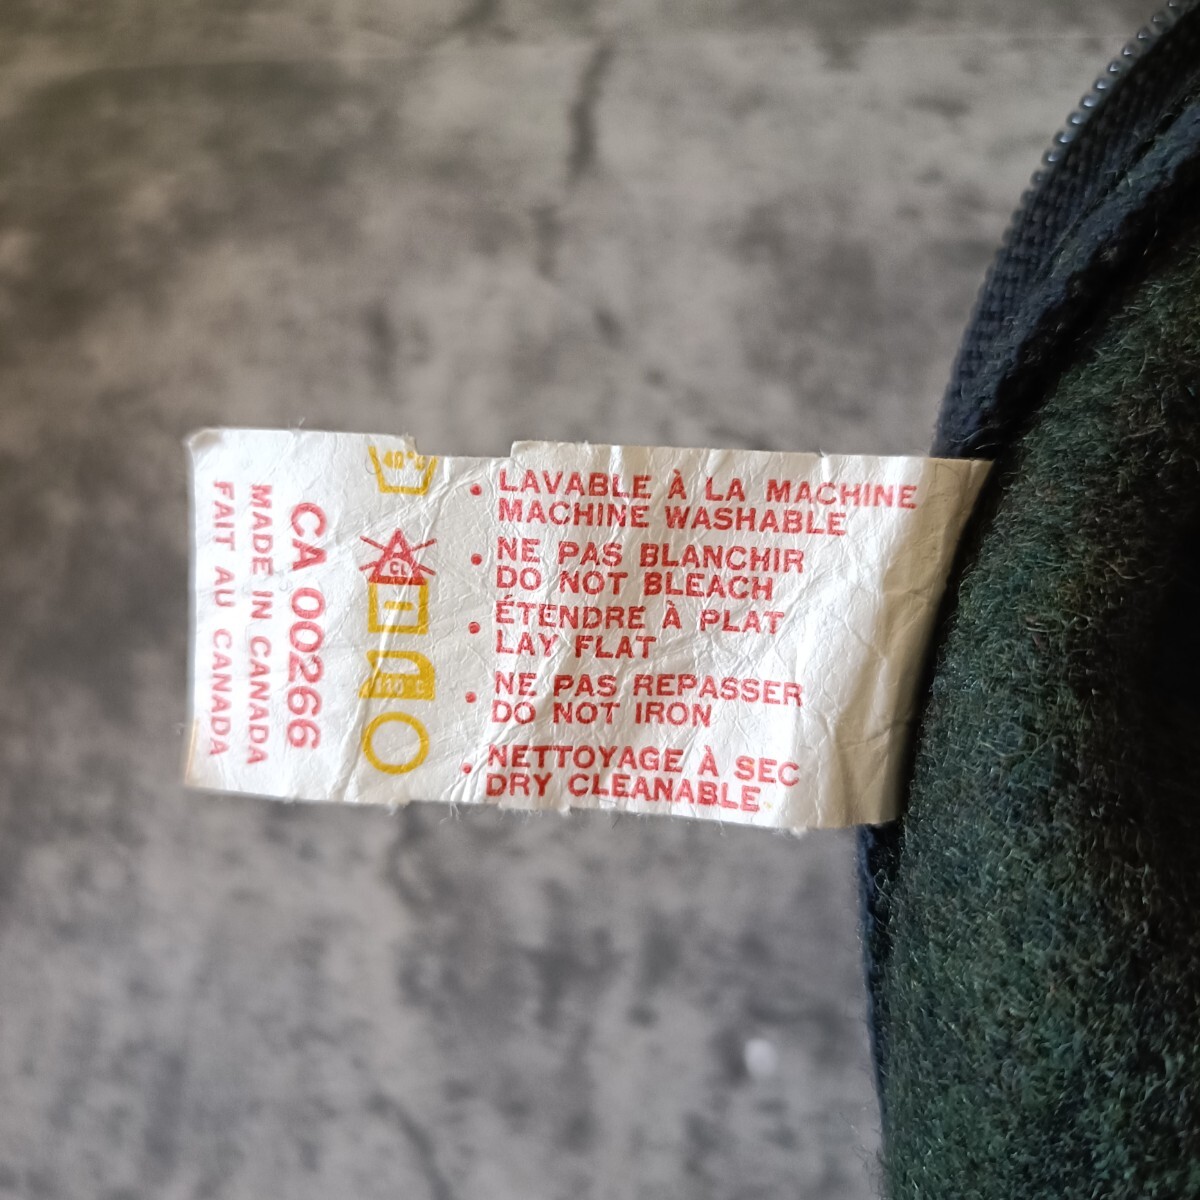 LAVABLE À LA MACHINE
MACHINE WASHABLE
NE PAS BLANCHIR
DO NOT BLEACH
ÉTENDRE À PLAT
LAY FLAT
NE PAS REPASSER
DO NOT IRON
NETTOYAGE À SEC
DRY CLEANABLE
40°
CL
CA 00266
MADE IN CANADA
FAIT AU CANADA